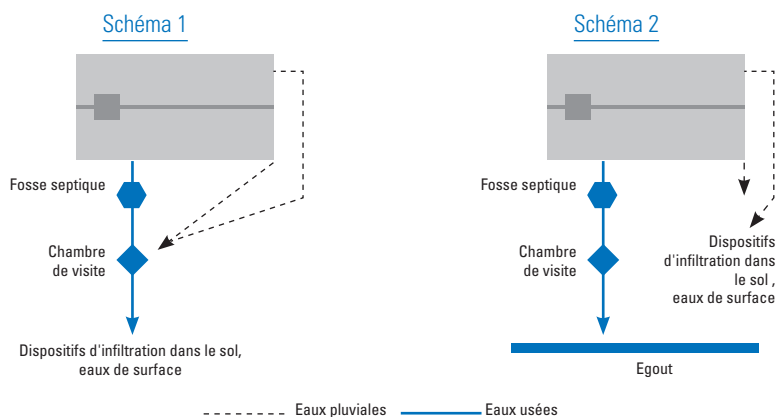 Schéma 1
Fosse septique
Chambre
de visite
Dispositifs d'infiltration dans le sol,
eaux de surface
Schéma 2
Fosse septique
Chambre
de visite
Dispositifs
d'infiltration dans
le sol ,
eaux de surface
Egout
Eaux pluviales
Eaux usées